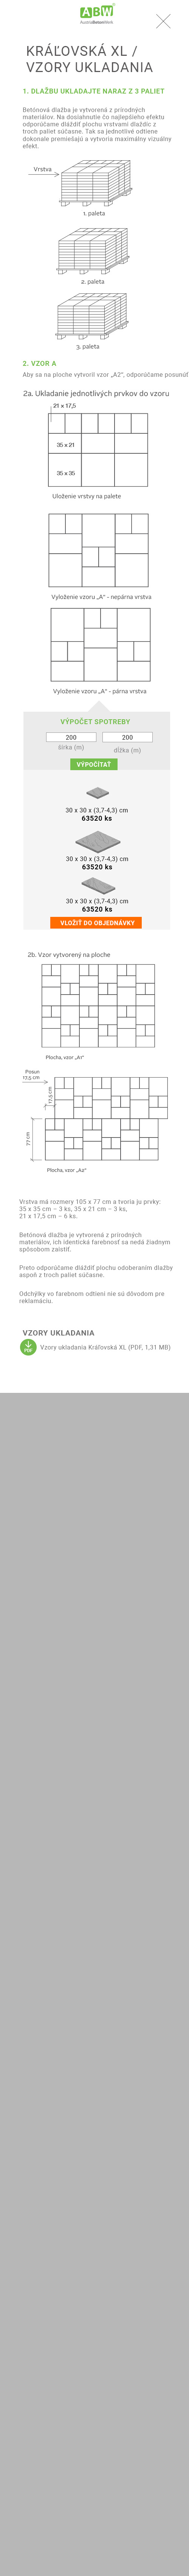 ABW
AustriaBetonWerk
KRÁĽOVSKÁ XL /
VZORY UKLADANIA
1. DLAŽBU UKLADAJTE NARAZ Z 3 PALIET
Betónová dlažba je vytvorená z prírodných
materiálov. Na dosiahnutie čo najlepšieho efektu
odporúčame dláždiť plochu vrstvami dlaždíc z
troch paliet súčasne. Tak sa jednotlivé odtiene
dokonale premiešajú a vytvoria maximálny vizuálny
efekt.
Vrstva
1. paleta
2. paleta
3. paleta
2. VZOR A
Aby sa na ploche vytvoril vzor „A2“, odporúčame posunúť
2a. Ukladanie jednotlivých prvkov do vzoru
21 x 17,5
35 x 21
35 x 35
Uloženie vrstvy na palete
Vyloženie vzoru „A“ – nepárna vrstva
Vyloženie vzoru „A“ – párna vrstva
VÝPOČET SPOTREBY
200
200
šírka (m)
dĺžka (m)
VÝPOČÍTAŤ
30 x 30 x (3,7-4,3) cm
63520 ks
30 x 30 x (3,7-4,3) cm
63520 ks
30 x 30 x (3,7-4,3) cm
63520 ks
VLOŽIŤ DO OBJEDNÁVKY
2b. Vzor vytvorený na ploche
Plocha, vzor „A1“
Posun
17,5 cm
17,5 cm
77 cm
Plocha, vzor „A2“
Vrstva má rozmery 105 x 77 cm a tvoria ju prvky:
35 x 35 cm – 3 ks, 35 x 21 cm – 3 ks,
21 x 17,5 cm – 6 ks.
Betónová dlažba je vytvorená z prírodných
materiálov, ich identická farebnosť sa nedá žiadnym
spôsobom zaistiť.
Preto odporúčame dláždiť plochu odoberaním dlažby
aspoň z troch paliet súčasne.
Odchýlky vo farebnom odtieni nie sú dôvodom pre
reklamáciu.
VZORY UKLADANIA
PDF
Vzory ukladania Kráľovská XL (PDF, 1,31 MB)